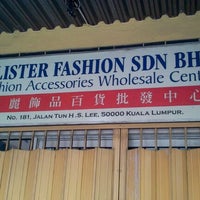 LISTER FASHION SDN BH
hion Accessories Wholesale Cent
麗飾品百貨批發中心
No. 181, Jalan Tun H.S. Lee, 50000 Kuala Lumpur.